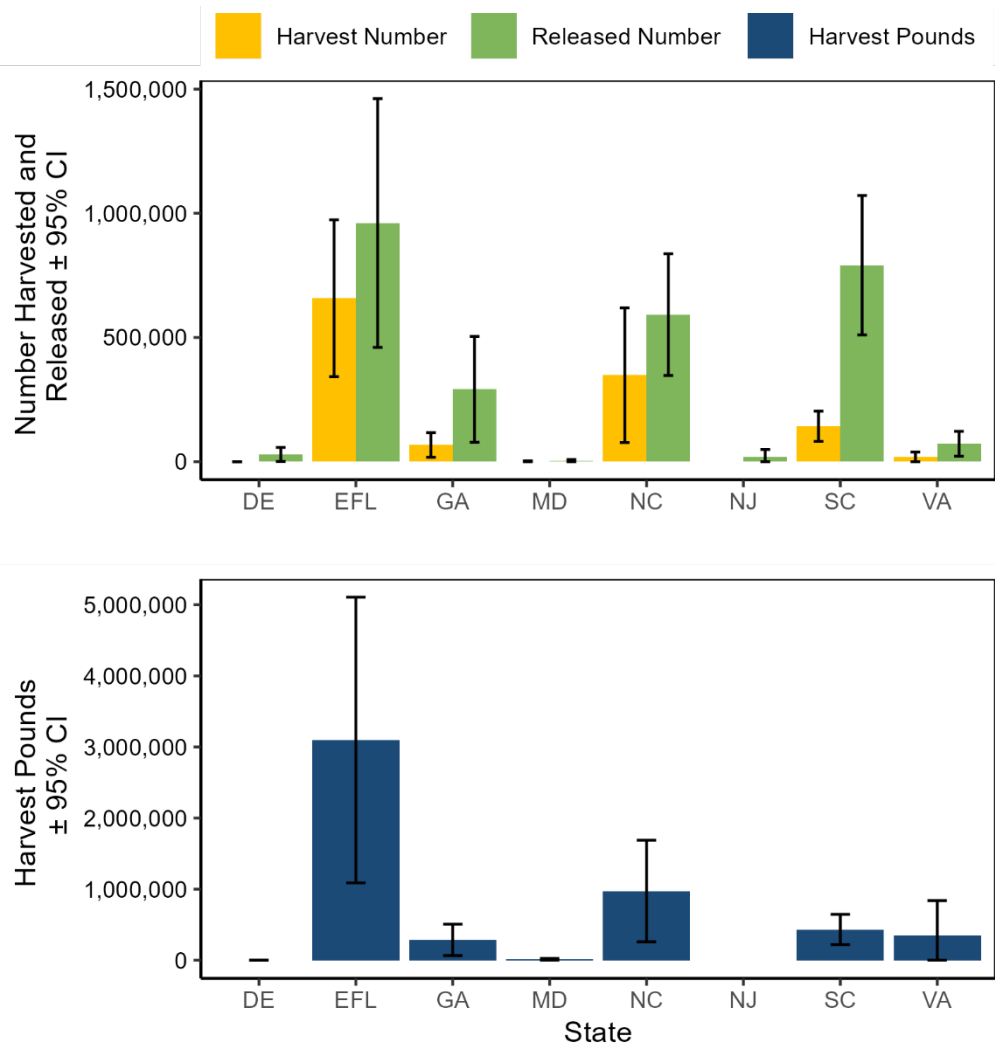 Harvest Number Released Number Harvest Pounds
Number Harvested and
Released ± 95% CI
1,500,000
1,000,000
500,000
0
DE EFL GA MD NC NJ SC VA
Harvest Pounds
± 95% CI
5,000,000
4,000,000
3,000,000
2,000,000
1,000,000
0
DE EFL GA MD NC NJ SC VA
State